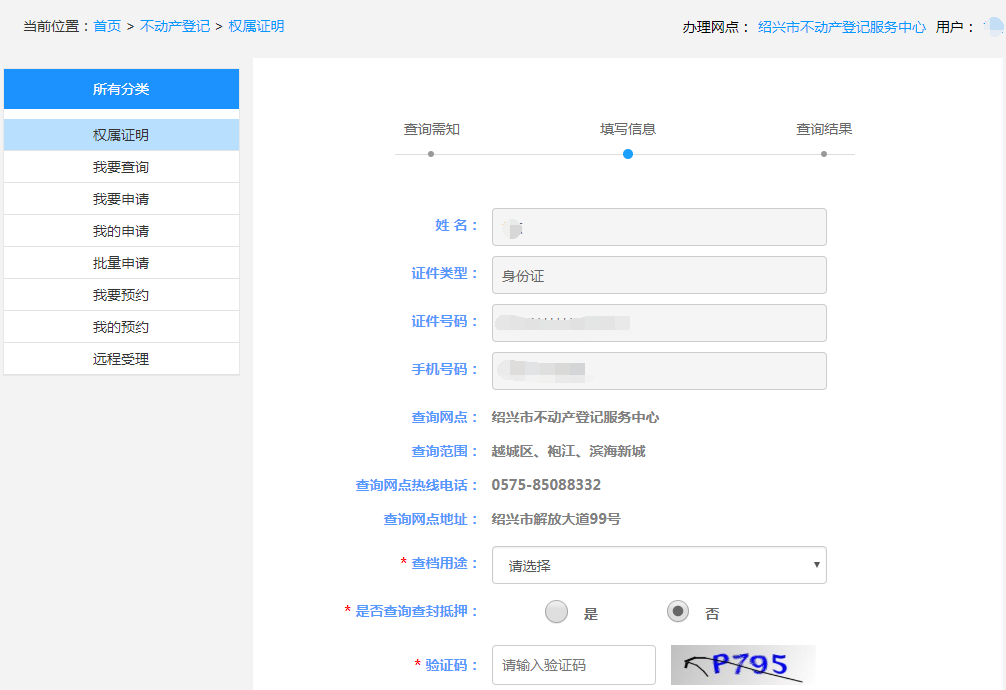 当前位置：首页 > 不动产登记 > 权属证明
办理网点： 绍兴市不动产登记服务中心 用户：
所有分类
权属证明
我要查询
我要申请
我的申请
批量申请
我要预约
我的预约
远程受理
查询需知 填写信息 查询结果
姓 名：
证件类型： 身份证
证件号码：
手机号码：
查询网点： 绍兴市不动产登记服务中心
查询范围： 越城区、袍江、滨海新城
查询网点热线电话： 0575-85088332
查询网点地址： 绍兴市解放大道99号
* 查档用途： 请选择
* 是否查询查封抵押： 是 否
* 验证码： 请输入验证码 P795